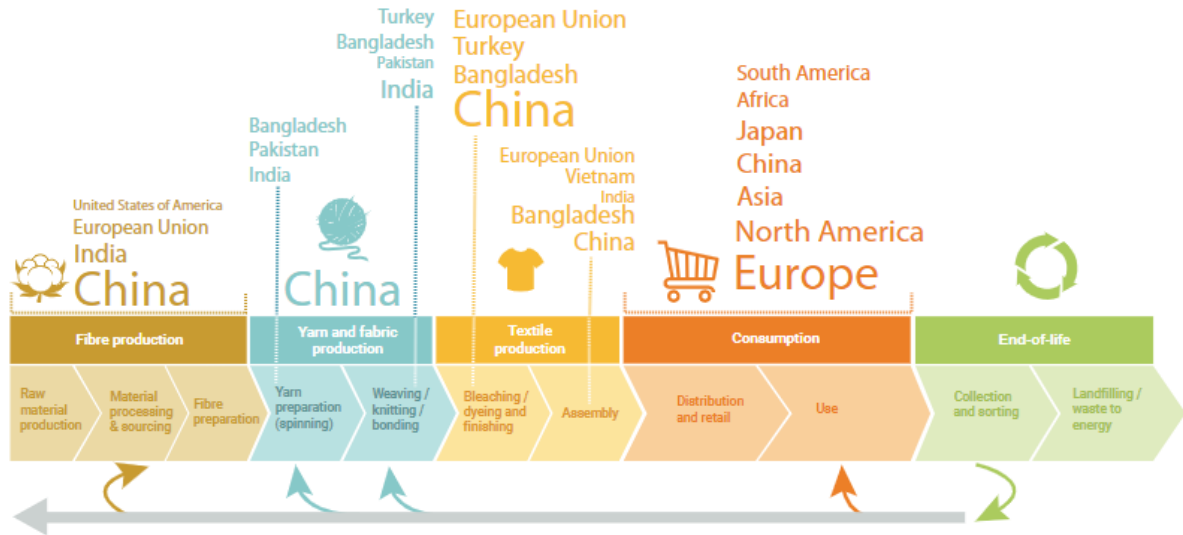 Turkey
Bangladesh
Pakistan
India
European Union
Turkey
Bangladesh
China
South America
Africa
Japan
China
Asia
North America
Europe
Bangladesh
Pakistan
India
European Union
Vietnam
India
Bangladesh
China
United States of America
European Union
India
China
China
Fibre production
Yarn and fabric
production
Textile
production
Consumption
End-of-life
Raw
material
production
Material
processing
& sourcing
Fibre
preparation
Yarn
preparation
(spinning)
Weaving /
knitting /
bonding
Bleaching /
dyeing and
finishing
Assembly
Distribution
and retail
Use
Collection
and sorting
Landfilling /
waste to
energy